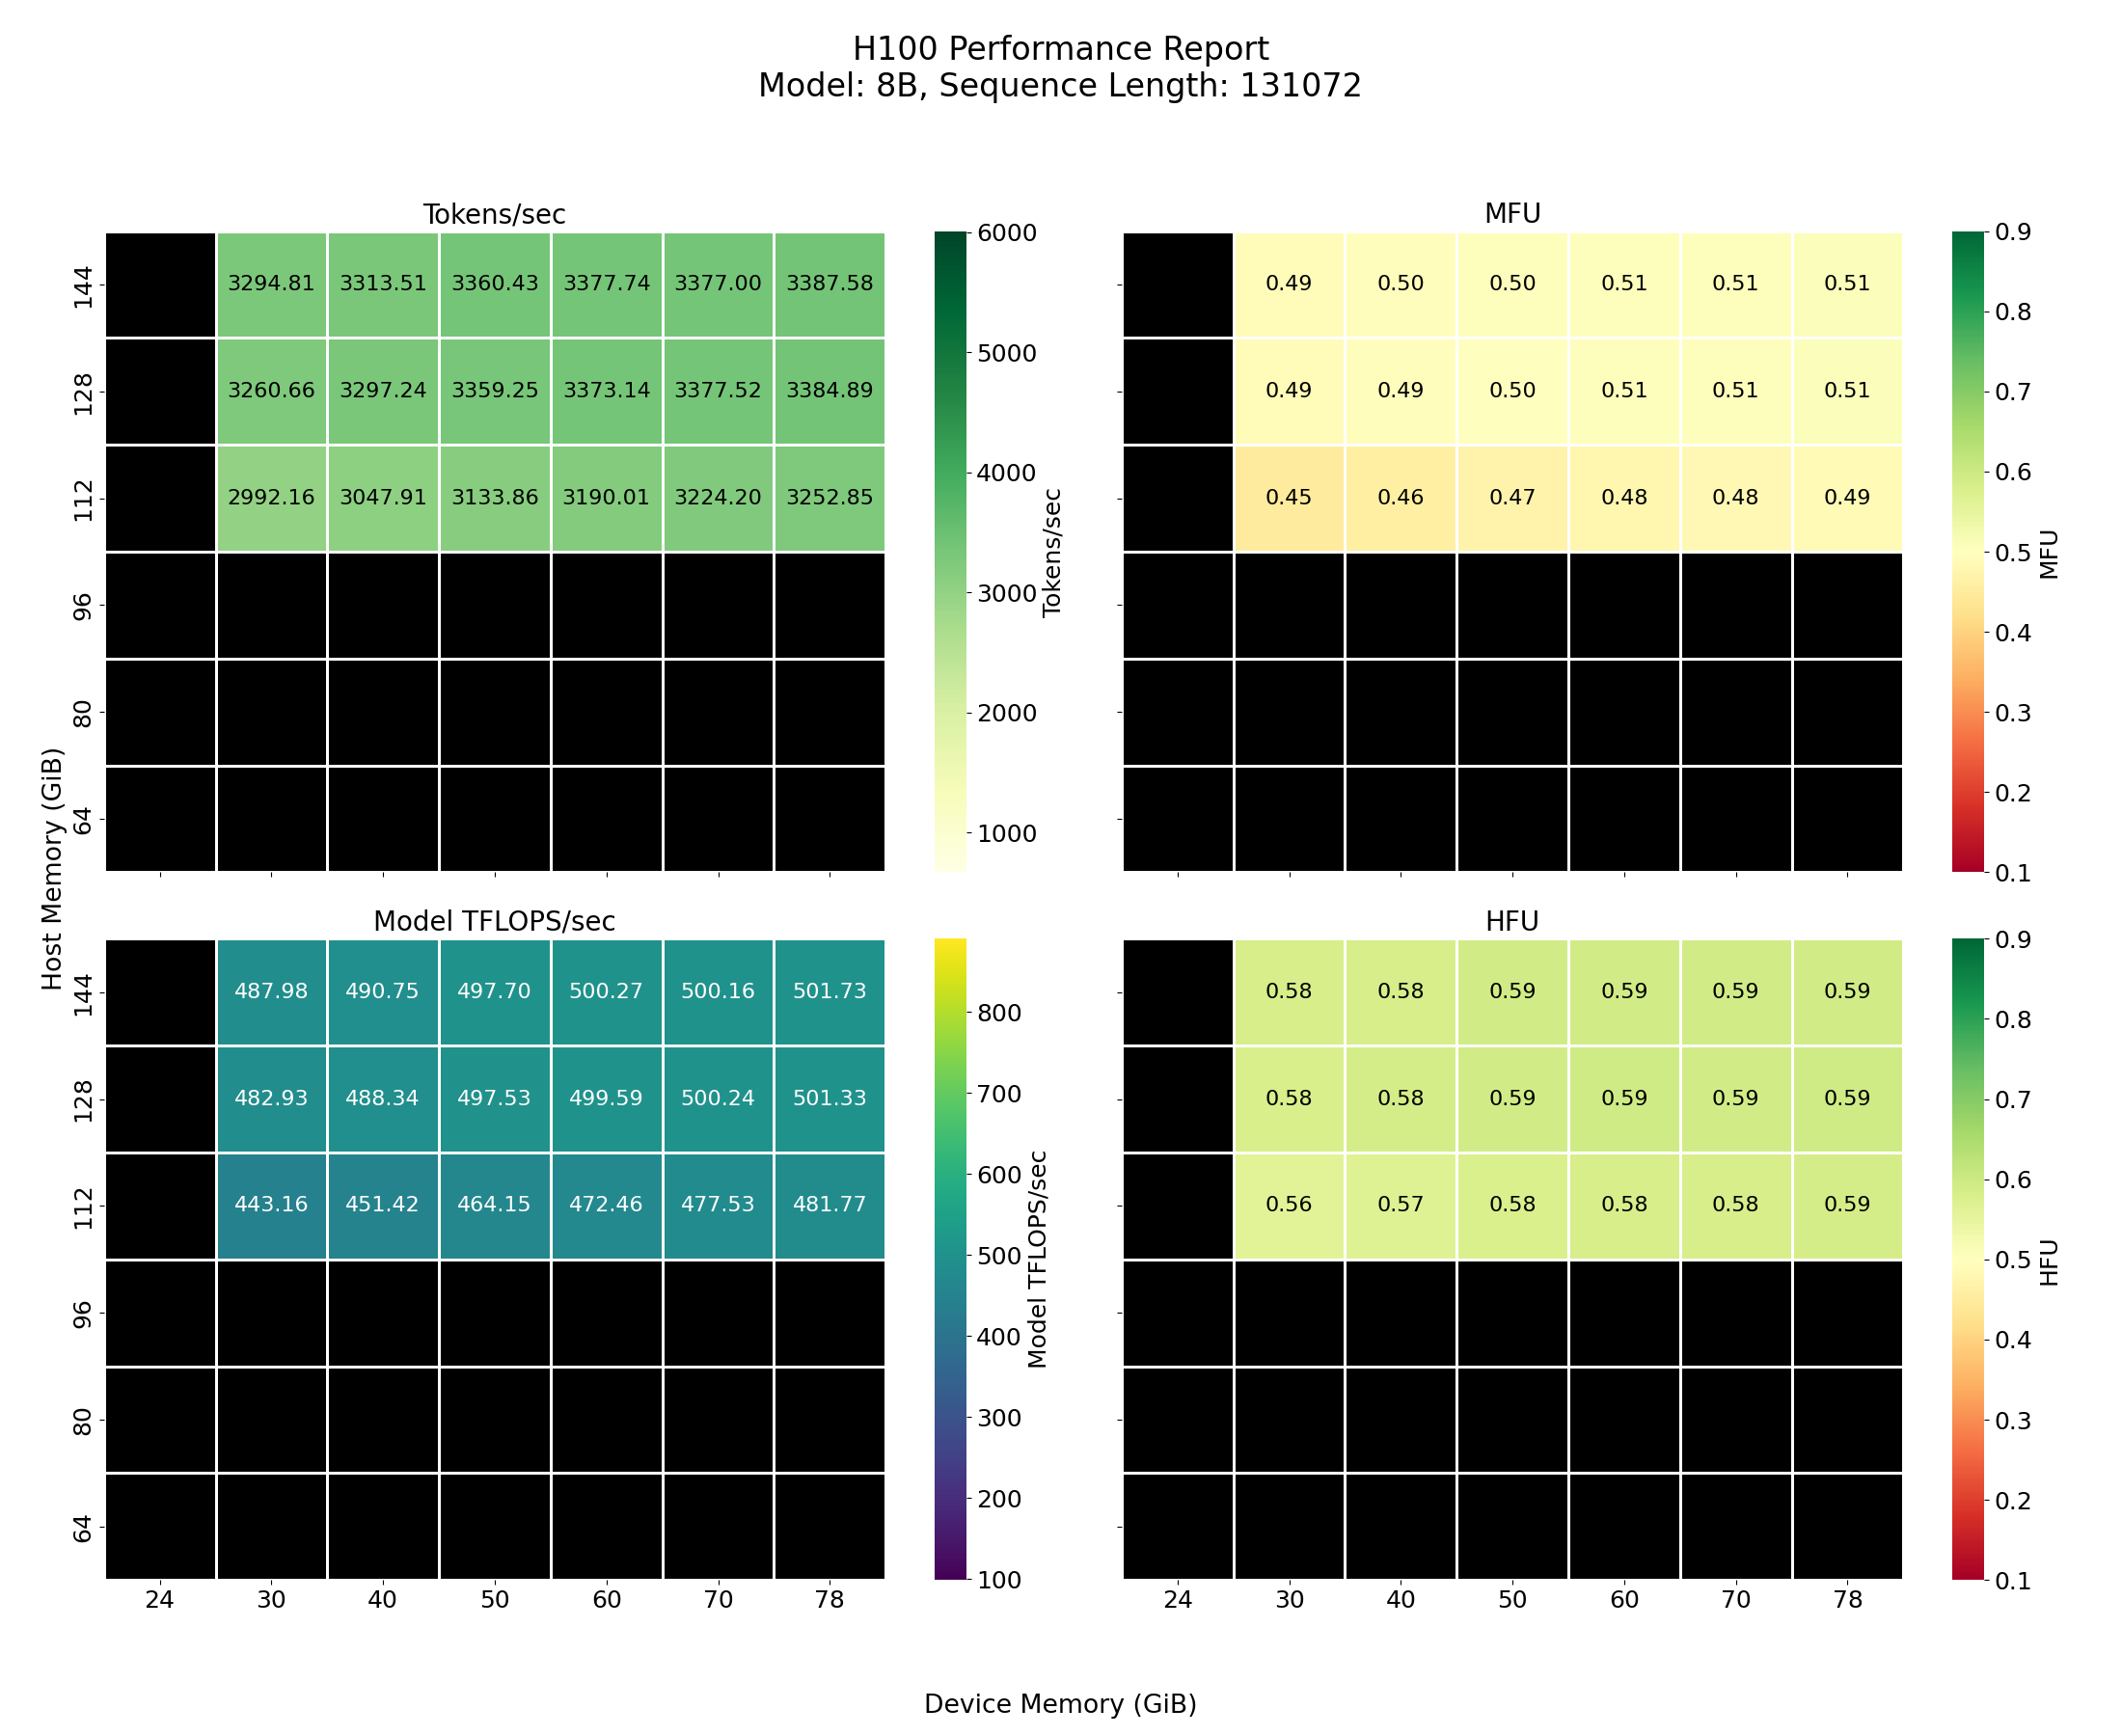 H100 Performance Report
Model: 8B, Sequence Length: 131072
Tokens/sec
144 3294.81 3313.51 3360.43 3377.74 3377.00 3387.58
128 3260.66 3297.24 3359.25 3373.14 3377.52 3384.89
112 2992.16 3047.91 3133.86 3190.01 3224.20 3252.85
96
80
64
6000
5000
4000
3000
2000
1000
Tokens/sec
MFU
0.49 0.50 0.50 0.51 0.51 0.51
0.49 0.49 0.50 0.51 0.51 0.51
0.45 0.46 0.47 0.48 0.48 0.49
0.9
0.8
0.7
0.6
0.5
0.4
0.3
0.2
0.1
MFU
Host Memory (GiB)
Model TFLOPS/sec
144 487.98 490.75 497.70 500.27 500.16 501.73
128 482.93 488.34 497.53 499.59 500.24 501.33
112 443.16 451.42 464.15 472.46 477.53 481.77
96
80
64
24 30 40 50 60 70 78
800
700
600
500
400
300
200
100
Model TFLOPS/sec
HFU
0.58 0.58 0.59 0.59 0.59 0.59
0.58 0.58 0.59 0.59 0.59 0.59
0.56 0.57 0.58 0.58 0.58 0.59
24 30 40 50 60 70 78
0.9
0.8
0.7
0.6
0.5
0.4
0.3
0.2
0.1
HFU
Device Memory (GiB)